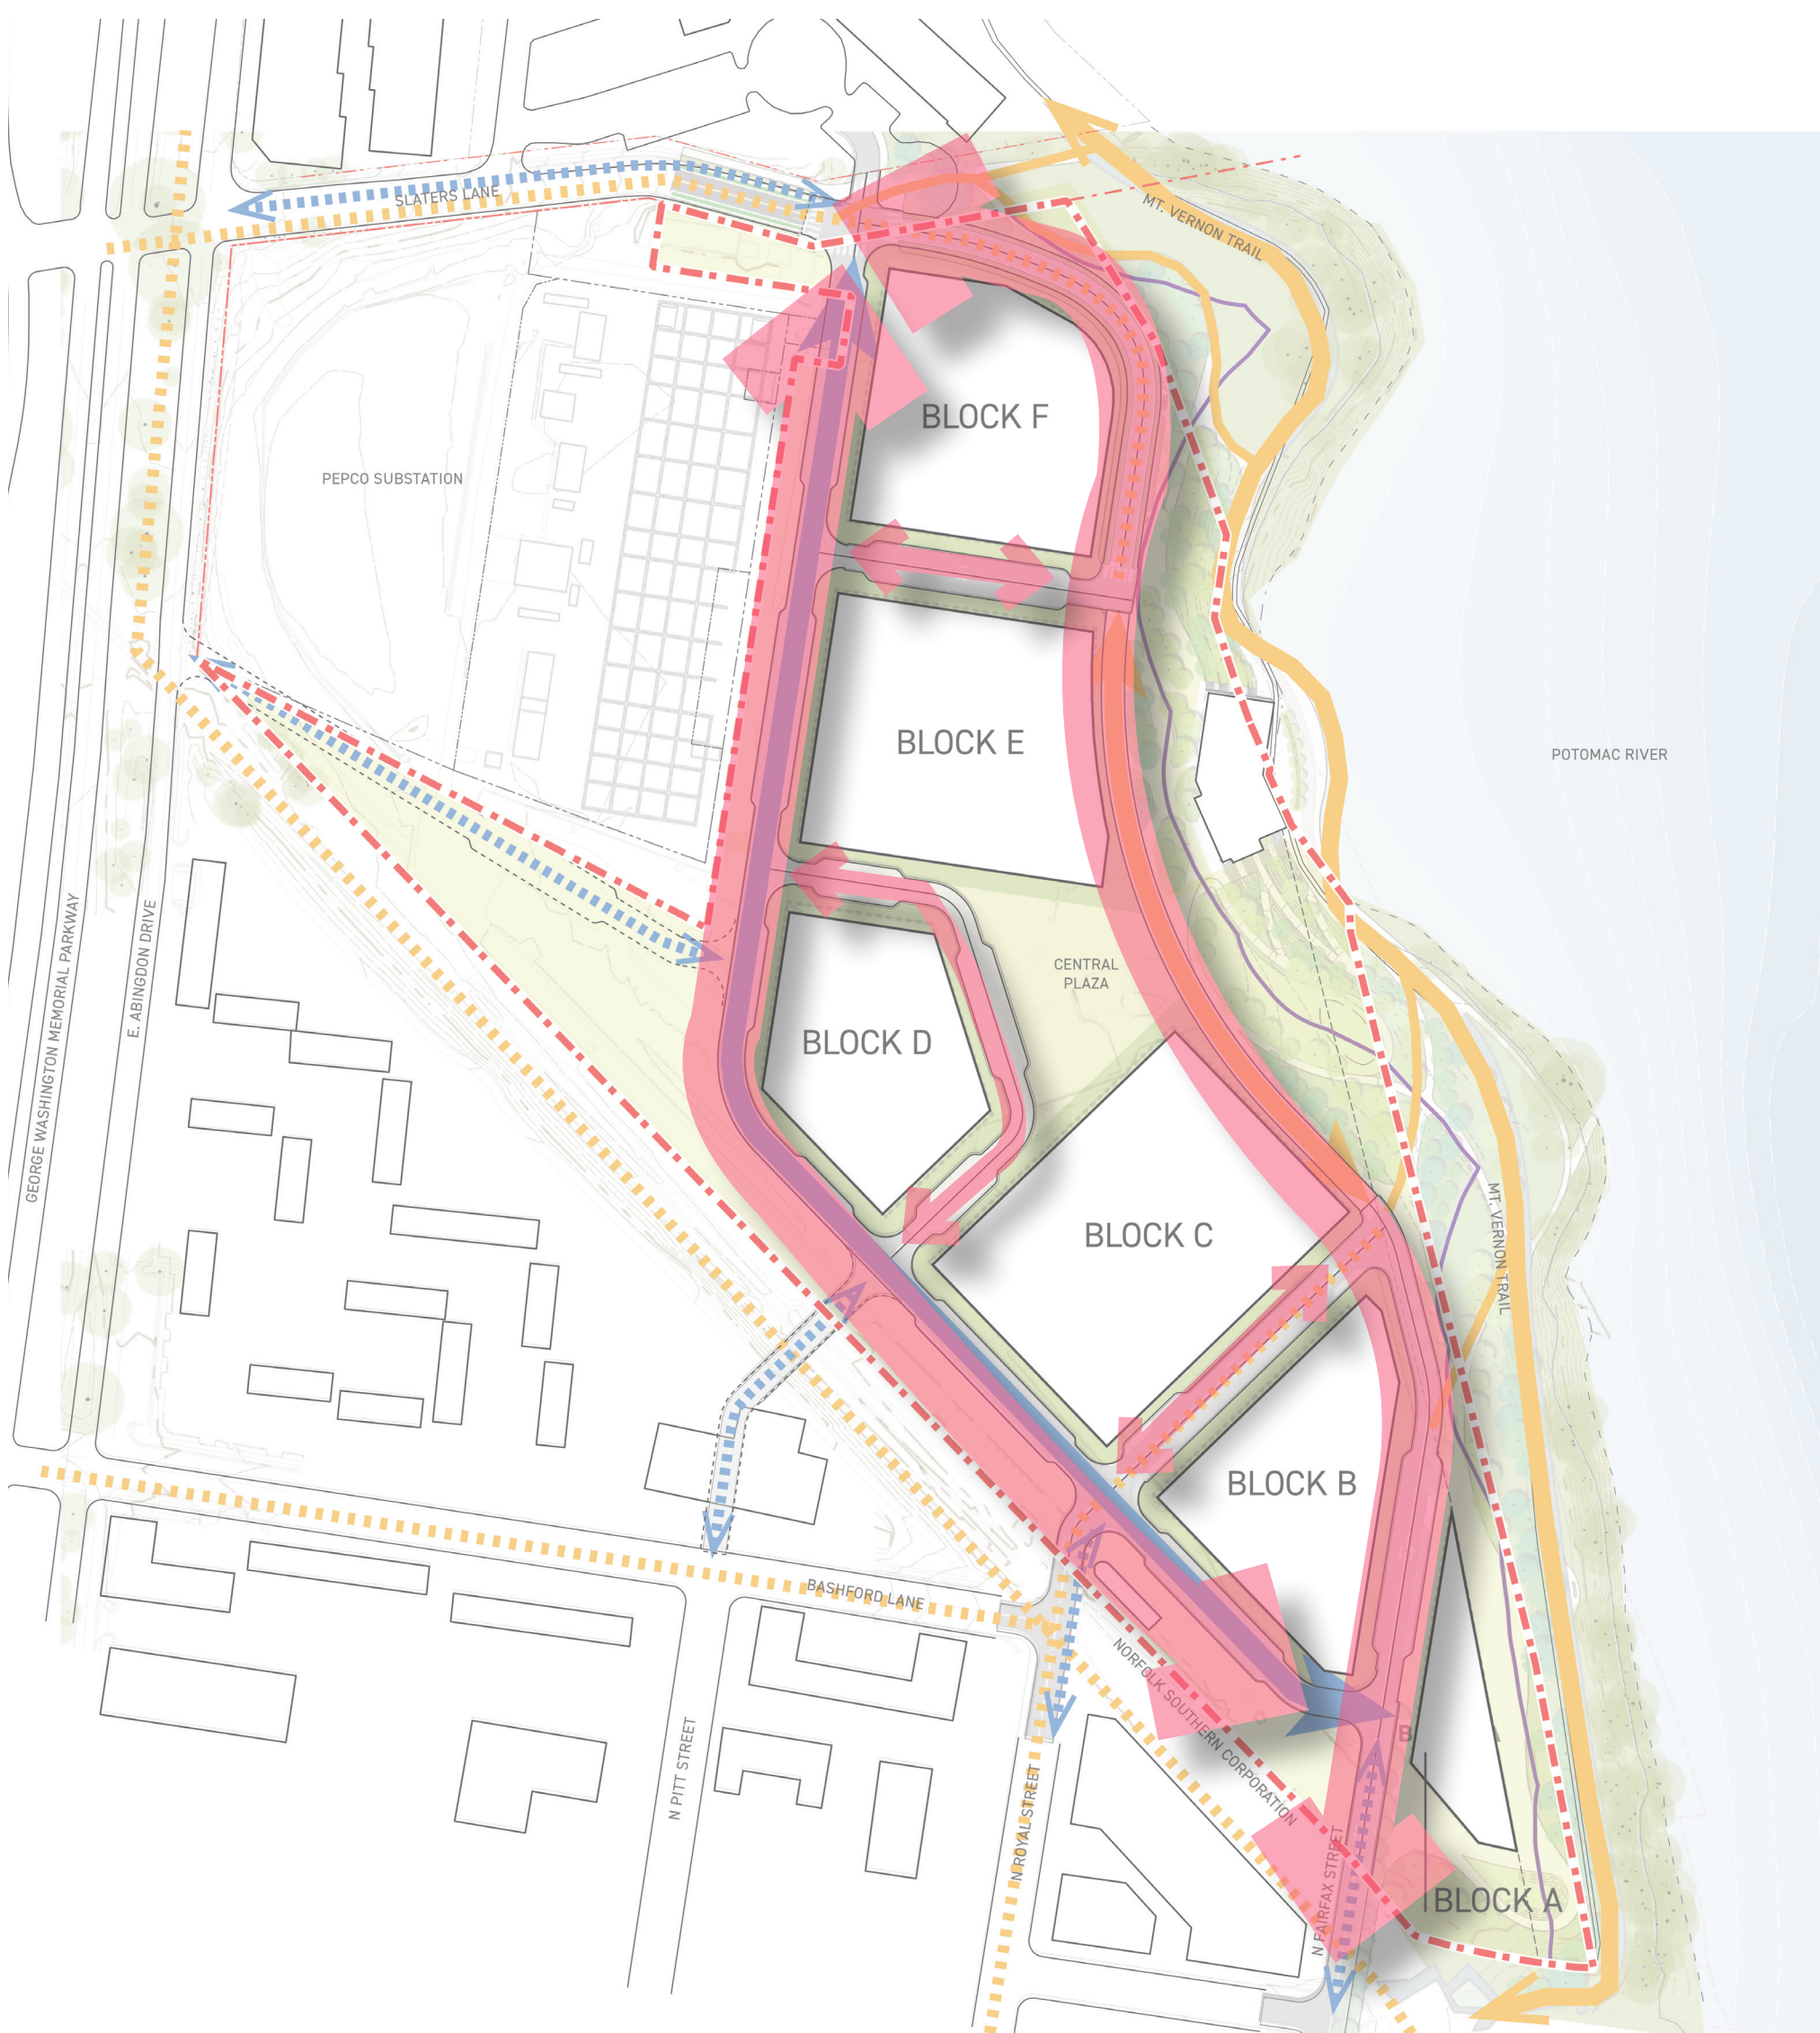 SLATERS LANE
MT. VERNON TRAIL
BLOCK F
PEPCO SUBSTATION
BLOCK E
POTOMAC RIVER
GEORGE WASHINGTON MEMORIAL PARKWAY
E. ABINGDON DRIVE
CENTRAL
PLAZA
BLOCK D
BLOCK C
MT. VERNON TRAIL
BLOCK B
BASHFORD LANE
NORFOLK SOUTHERN CORPORATION
B
N PITT STREET
N ROYAL STREET
N FAIRFAX STREET
BLOCK A